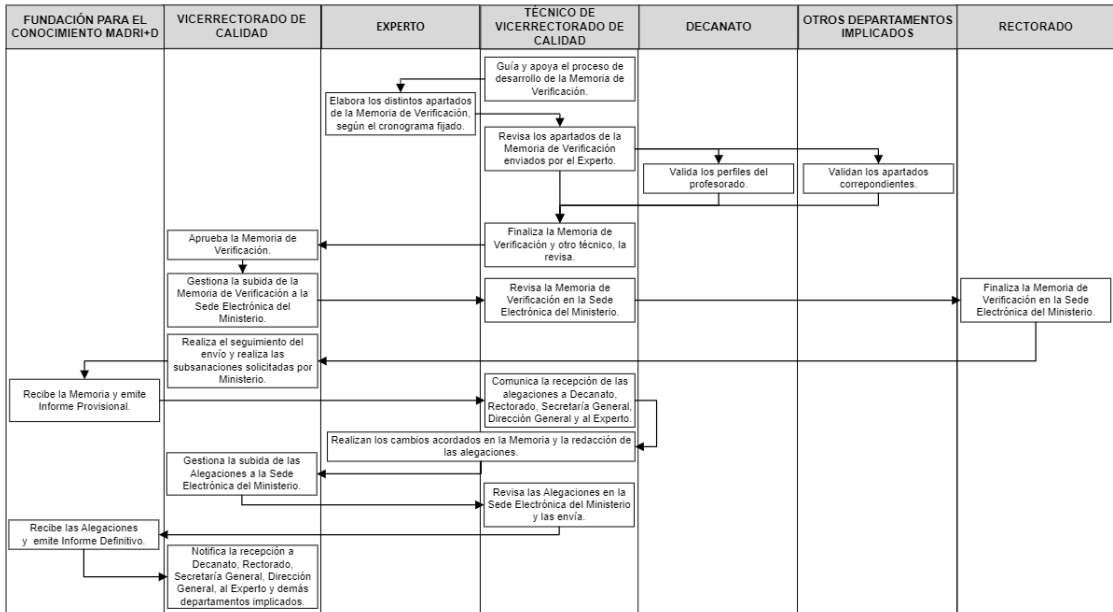 FUNDACIÓN PARA EL
CONOCIMIENTO MADRI+D
VICERRECTORADO DE
CALIDAD
EXPERTO
TÉCNICO DE
VICERRECTORADO DE
CALIDAD
DECANATO
OTROS DEPARTAMENTOS
IMPLICADOS
RECTORADO
Guía y apoya el proceso de
desarrollo de la Memoria de
Verificación.
Elabora los distintos apartados
de la Memoria de Verificación,
según el cronograma fijado.
Revisa los apartados de la
Memoria de Verificación
enviados por el Experto.
Valida los perfiles del
profesorado.
Validan los apartados
correpondientes.
Finaliza la Memoria de
Verificación y otro técnico, la
revisa.
Aprueba la Memoria de
Verificación.
Gestiona la subida de la
Memoria de Verificación a la
Sede Electrónica del
Ministerio.
Revisa la Memoria de
Verificación en la Sede
Electrónica del Ministerio.
Finaliza la Memoria de
Verificación en la Sede
Electrónica del Ministerio.
Realiza el seguimiento del
envío y realiza las
subsanaciones solicitadas por
Ministerio.
Recibe la Memoria y emite
Informe Provisional.
Comunica la recepción de las
alegaciones a Decanato,
Rectorado, Secretaría General,
Dirección General y al Experto.
Realizan los cambios acordados en la Memoria y la redacción de
las alegaciones.
Gestiona la subida de las
Alegaciones a la Sede
Electrónica del Ministerio.
Revisa las Alegaciones en la
Sede Electrónica del Ministerio
y las envía.
Recibe las Alegaciones
y emite Informe Definitivo.
Notifica la recepción a
Decanato, Rectorado,
Secretaría General, Dirección
General, al Experto y demás
departamentos implicados.